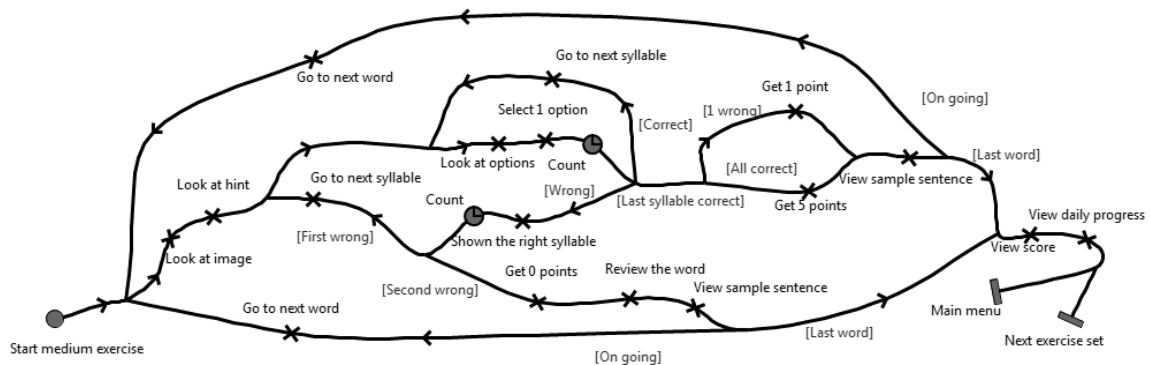 Go to next word
Go to next syllable
Get 1 point
[On going]
Select 1 option
[1 wrong]
[Correct]
Look at options
Count
[All correct]
[Last word]
Look at hint
Go to next syllable
View sample sentence
[Wrong]
Count
[Last syllable correct]
Get 5 points
View daily progress
[First wrong]
Shown the right syllable
View score
Look at image
Get 0 points
Review the word
[Second wrong]
View sample sentence
Go to next word
Main menu
[Last word]
Start medium exercise
Next exercise set
[On going]